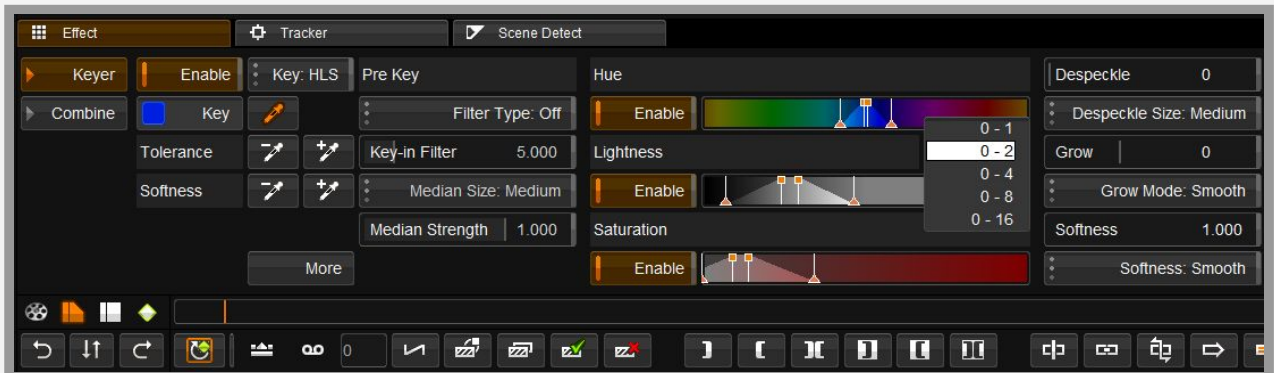 Effect Tracker Scene Detect
Keyer Enable Key: HLS Pre Key Hue Despeckle 0
Combine Key Filter Type: Off Enable Despeckle Size: Medium
0 - 1
Tolerance Key-in Filter 5.000 Lightness 0 - 2 Grow 0
0 - 4
Softness Median Size: Medium Enable 0 - 8 Grow Mode: Smooth
0 - 16
Median Strength 1.000 Saturation Softness 1.000
More Enable Softness: Smooth
0